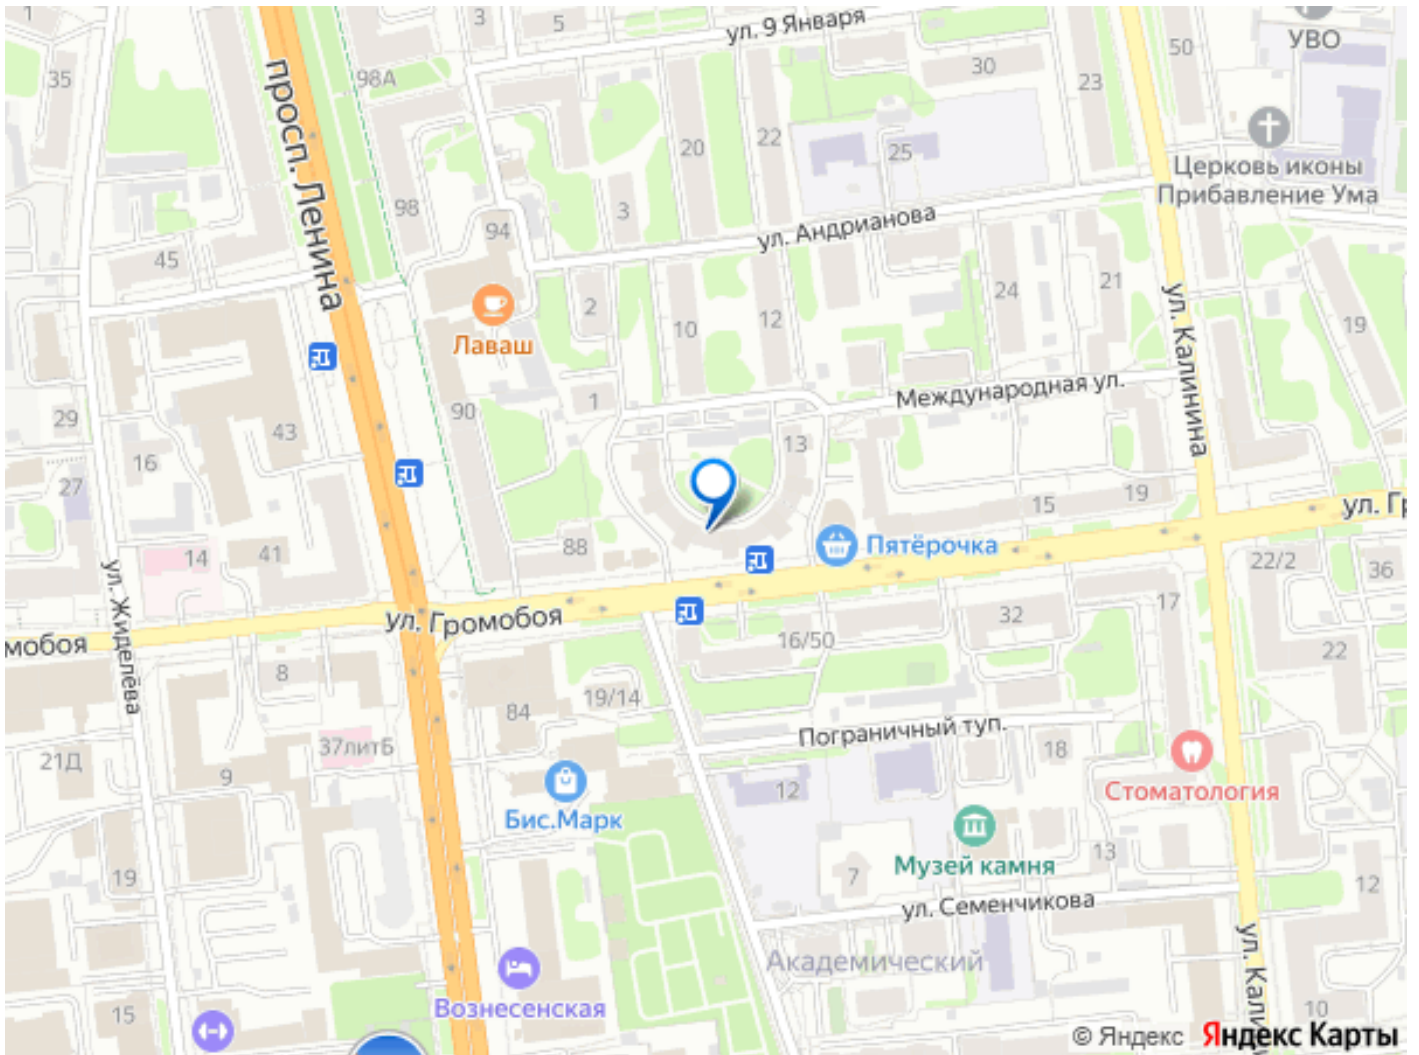 3
5
ул. 9 Января
50
УВО
35
98А
30
23
20
22
25
Церковь иконы
Прибавление Ума
просп. Ленина
98
3
94
ул. Андрианова
45
2
10
12
24
21
ул. Калинина
19
Лаваш
1
Международная ул.
29
90
43
16
13
27
15
19
ул. Гр
14
41
88
Пятёрочка
22/2
36
ул. Жиделёва
мобоя
ул. Громобоя
16/50
32
17
22
8
19/14
84
37литБ
Пограничный туп.
18
21Д
9
12
Стоматология
Бис.Марк
Музей камня
13
19
7
12
ул. Семенчикова
Академический
ул. Кали
Вознесенская
15
10
© Яндекс Яндекс Карты